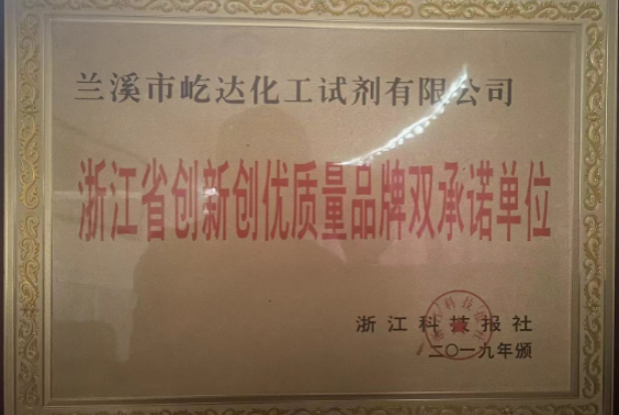 兰溪市屹达化工试剂有限公司
浙江省创新创优质量品牌双承诺单位
浙江科技报社
二〇一九年颁